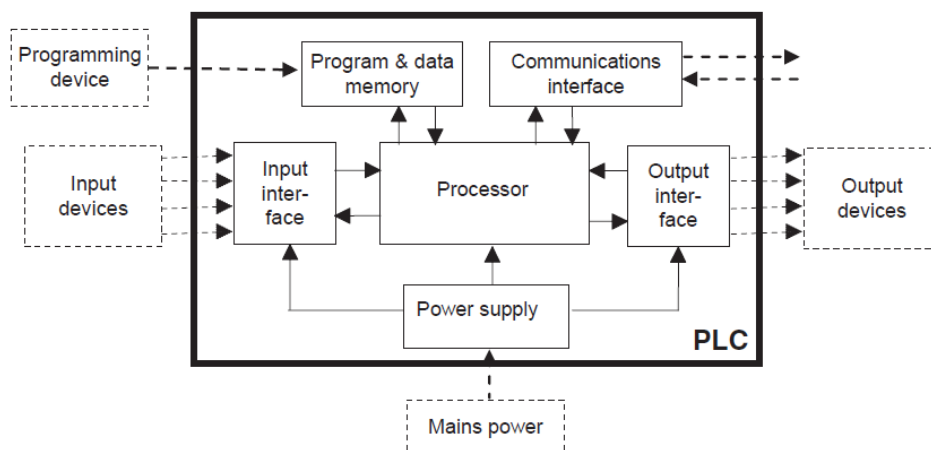 Programming
device
Program & data
memory
Communications
interface
Input
devices
Input
inter-
face
Processor
Output
inter-
face
Output
devices
Power supply
PLC
Mains power